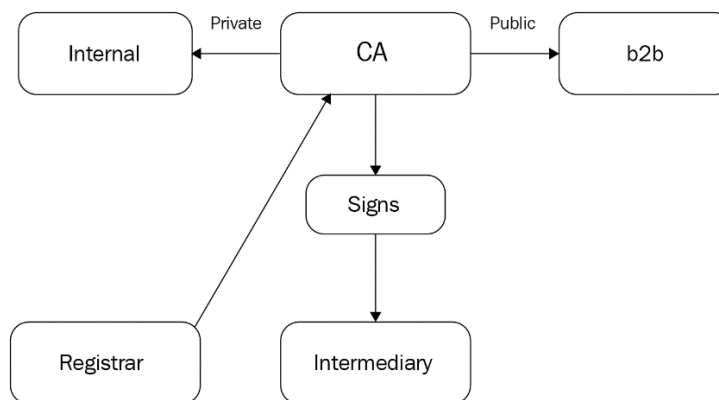 Private
Public
Internal
CA
b2b
Signs
Registrar
Intermediary